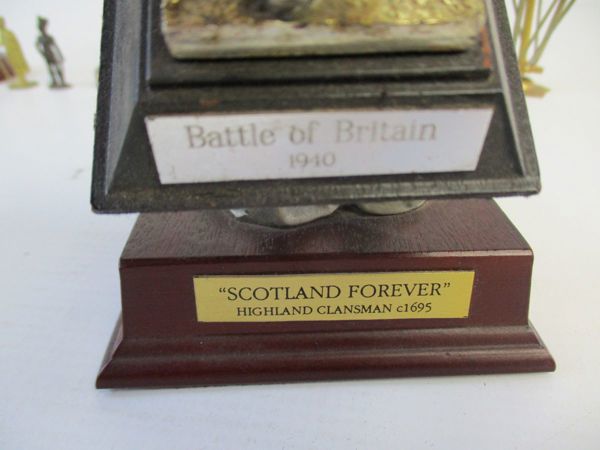 Battle of Britain
1940
“SCOTLAND FOREVER”
HIGHLAND CLANSMAN c1695